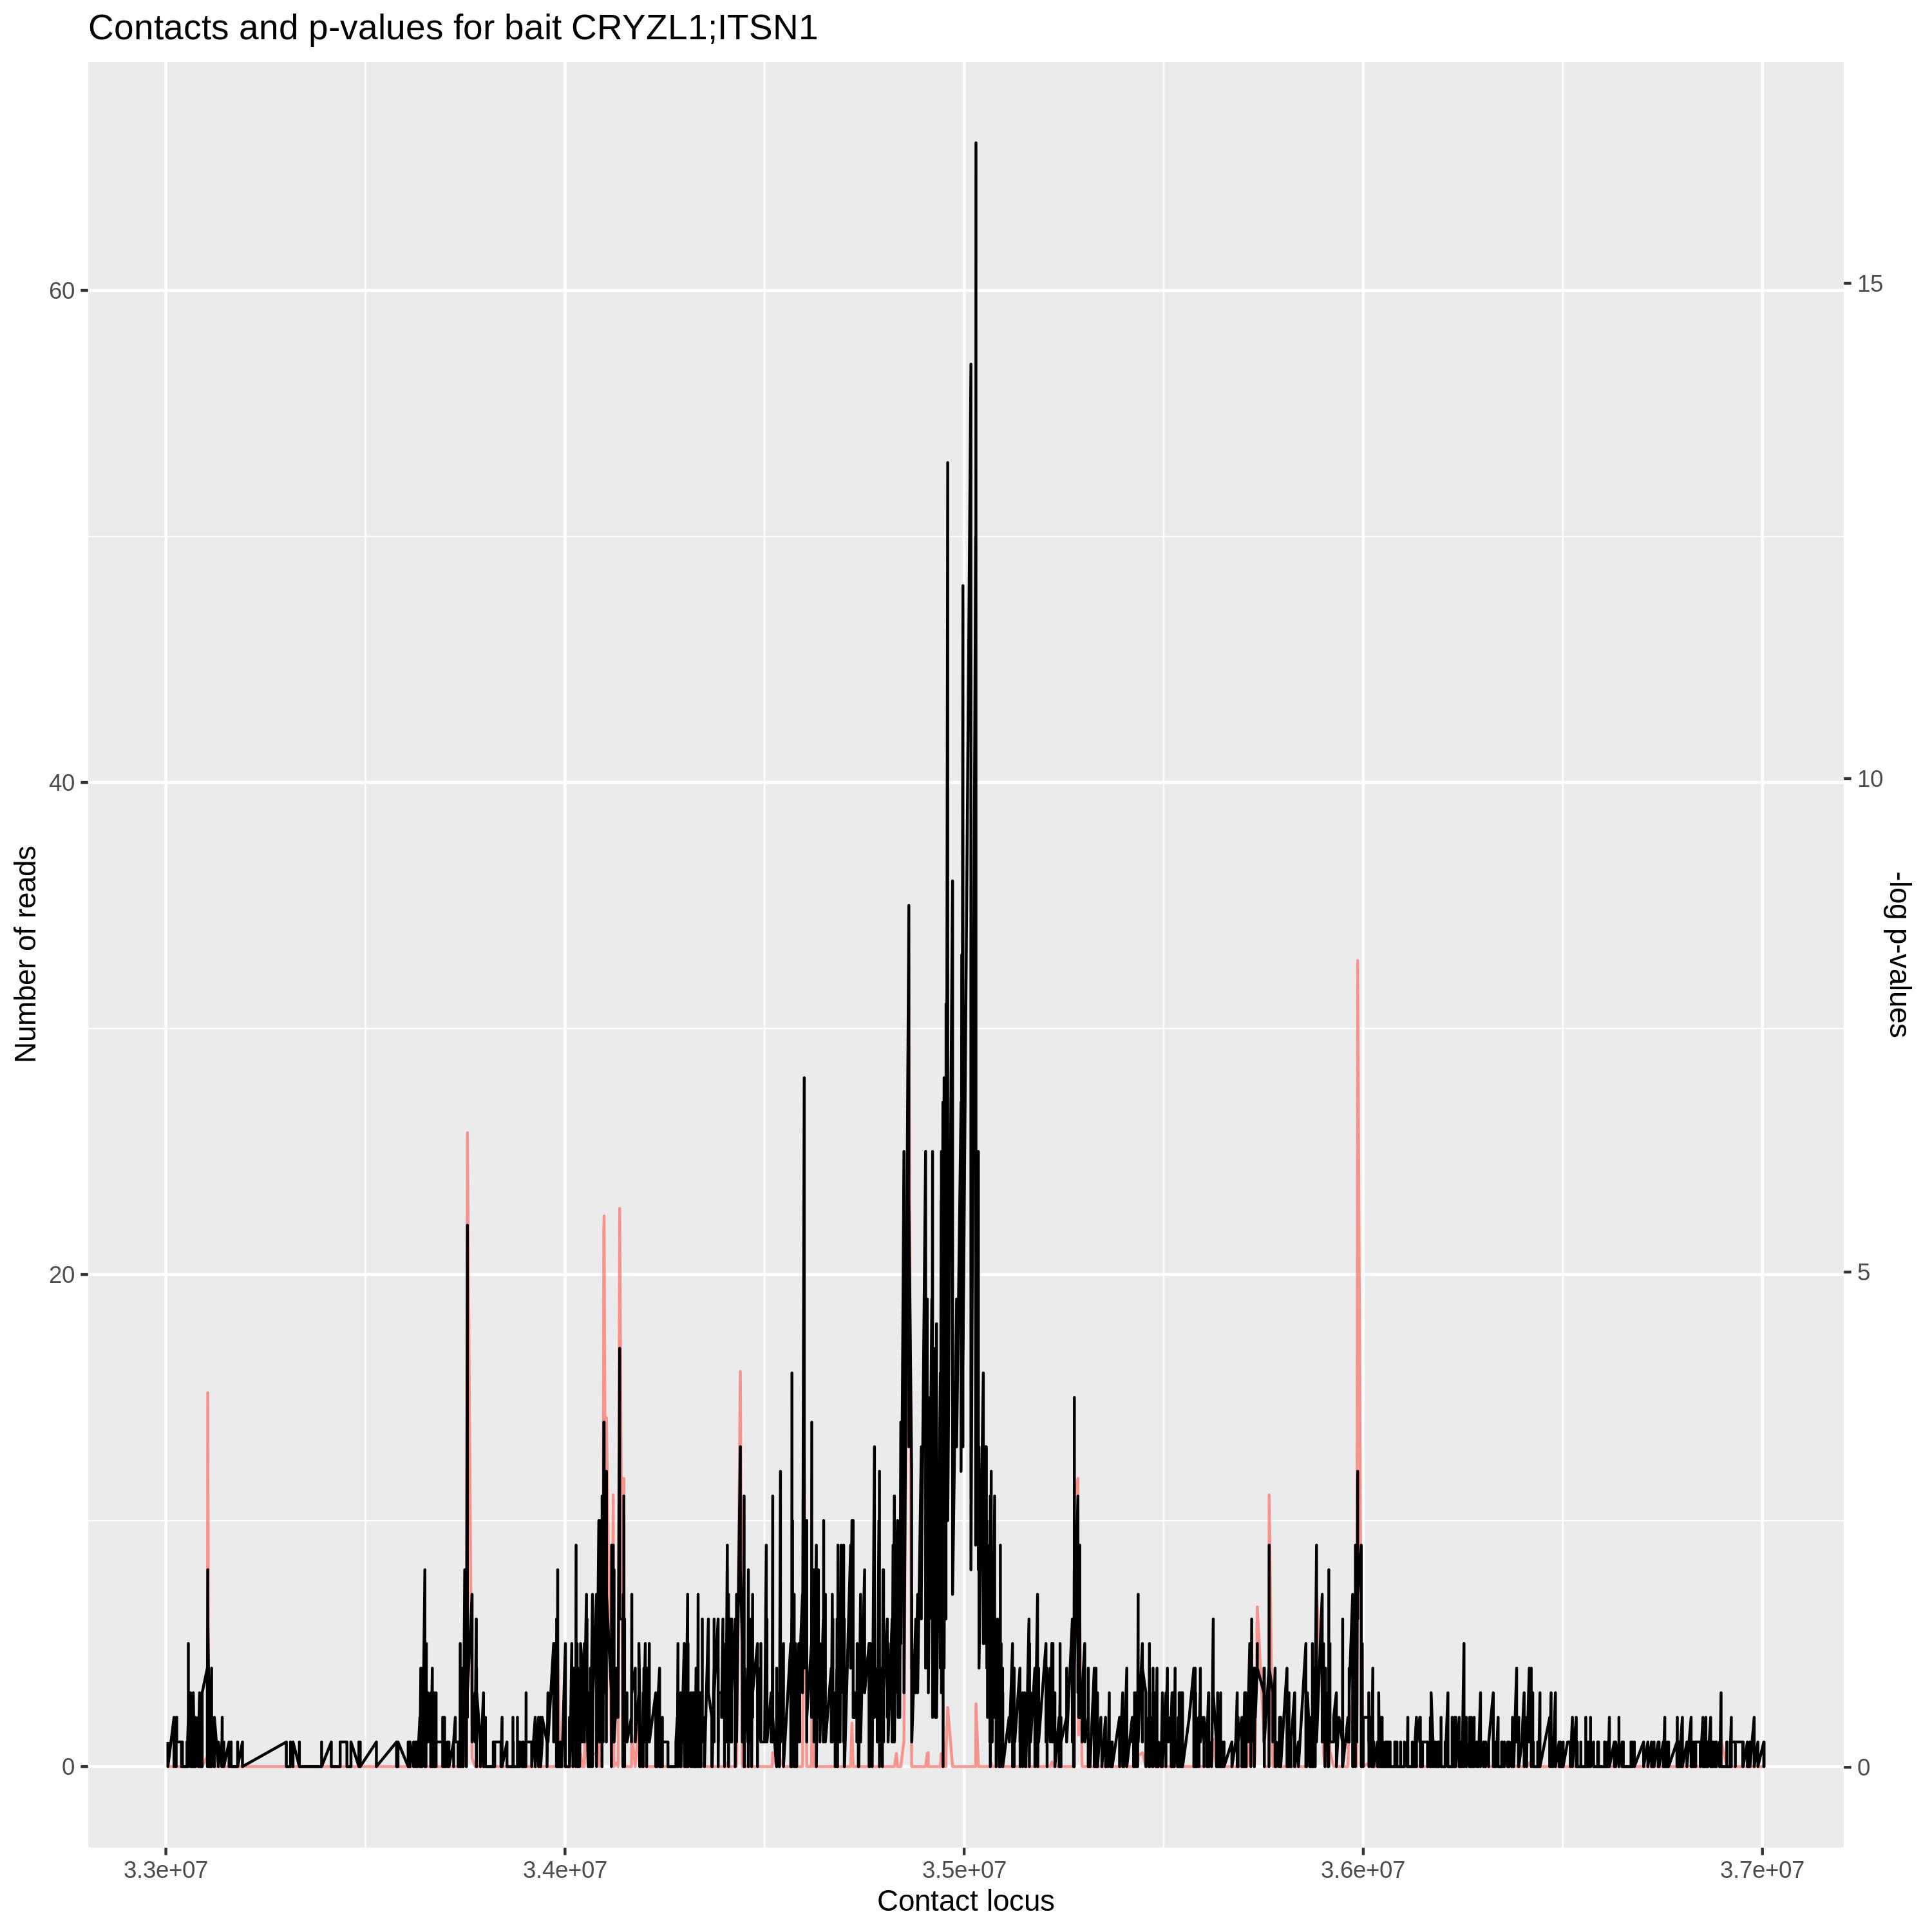 Contacts and p-values for bait CRYZL1;ITSN1
60
40
20
0
Number of reads
15
10
5
0
-log p-values
3.3e+07
3.4e+07
3.5e+07
3.6e+07
3.7e+07
Contact locus